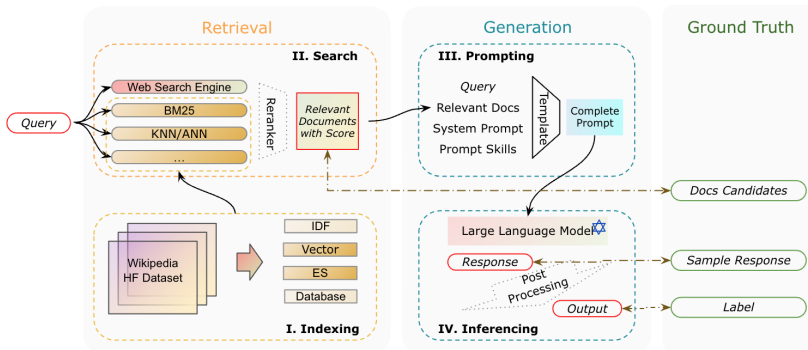 Retrieval
Generation
Ground Truth
II. Search
III. Prompting
Query
Web Search Engine
BM25
KNN/ANN
...
Reranker
Relevant
Documents
with Score
Query
Relevant Docs
System Prompt
Prompt Skills
Template
Complete
Prompt
Docs Candidates
Wikipedia
HF Dataset
IDF
Vector
ES
Database
I. Indexing
Large Language Model
Response
Post
Processing
Output
IV. Inferencing
Sample Response
Label